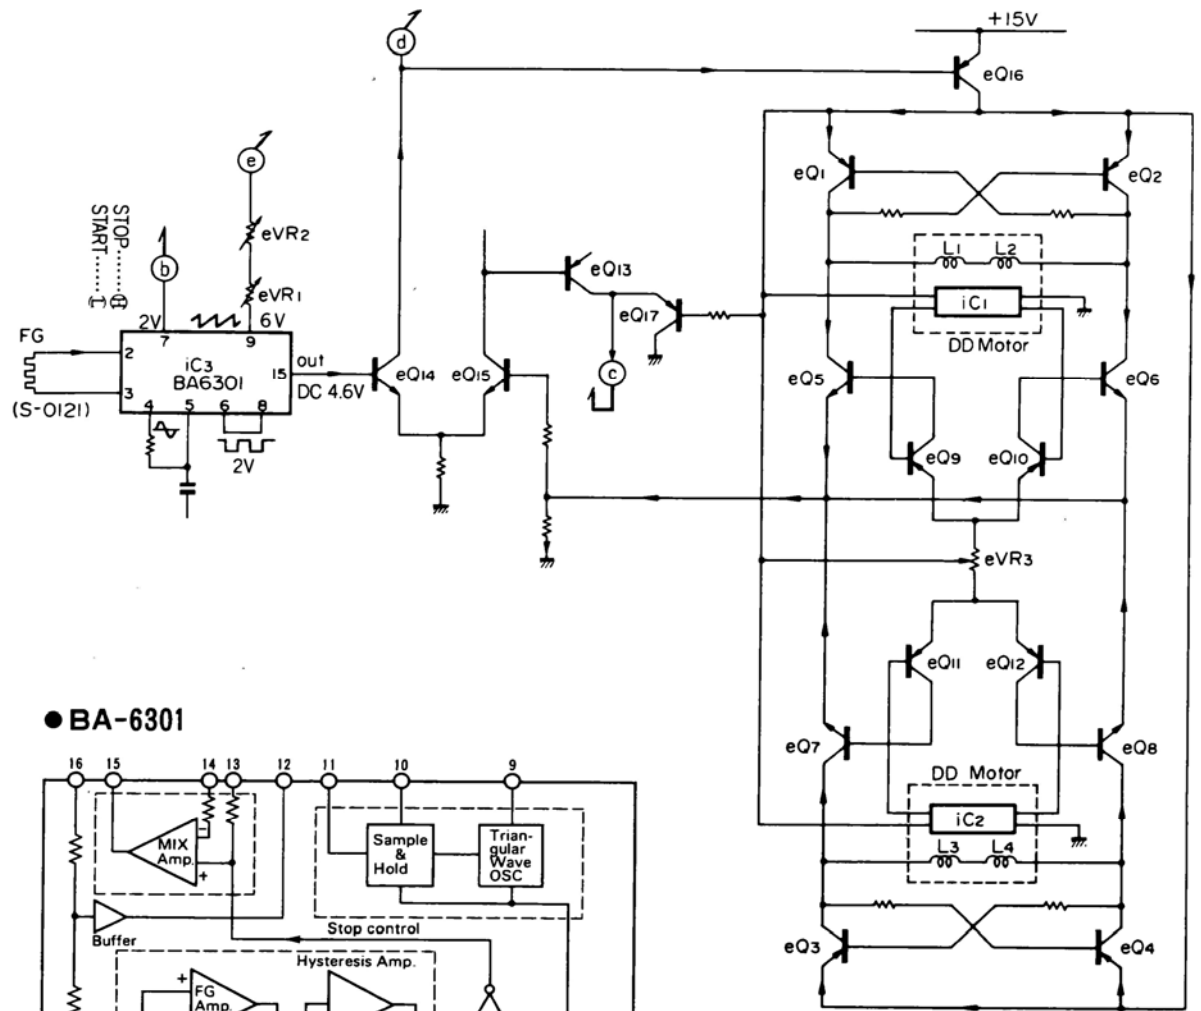 +15V
d
eQ16
e
eQ1
eQ2
STOP......(H)
START......(L)
eVR2
L1 L2
b
eQ13
eVR1
iC1
2V
6V
eQ17
FG
7
9
DD Motor
2
iC3
BA6301
15
out
eQ14
eQ15
c
eQ5
eQ6
3
DC 4.6V
(S-0121)
4 5 6 8
eQ9
eQ10
2V
eVR3
eQ11
eQ12
● BA-6301
eQ7
eQ8
16 15 14 13 12 11 10 9
DD Motor
iC2
−
MIX
Amp.
+
Sample
&
Hold
Trian-
gular
Wave
OSC
L3 L4
Buffer
Stop control
eQ3
eQ4
Hysteresis Amp.
+
FG
Amp.